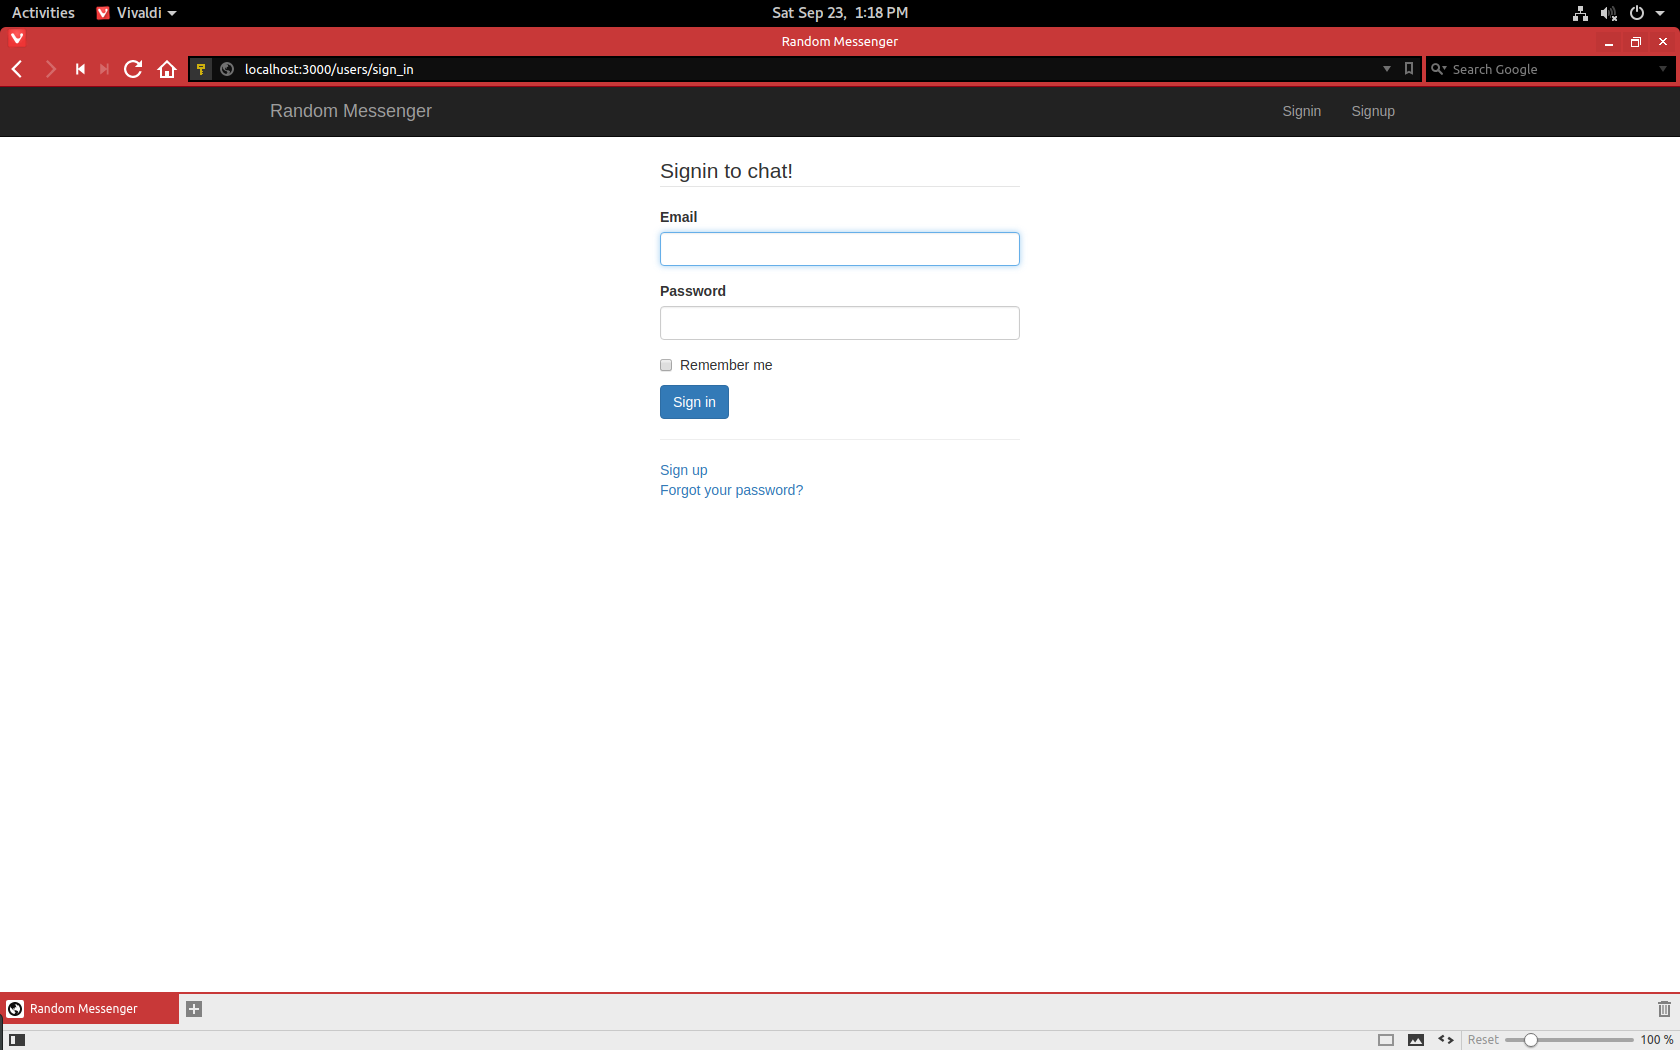 Activities Vivaldi Sat Sep 23, 1:18 PM
Random Messenger
localhost:3000/users/sign_in Search Google
Random Messenger Signin Signup
Signin to chat!
Email
Password
Remember me
Sign in
Sign up
Forgot your password?
Random Messenger
Reset 100 %